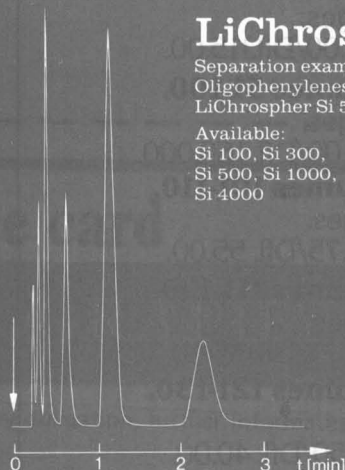 LiChros
Separation exam
Oligophenylenes
LiChrospher Si 5
Available:
Si 100, Si 300,
Si 500, Si 1000,
Si 4000
0 1 2 3 t [min]